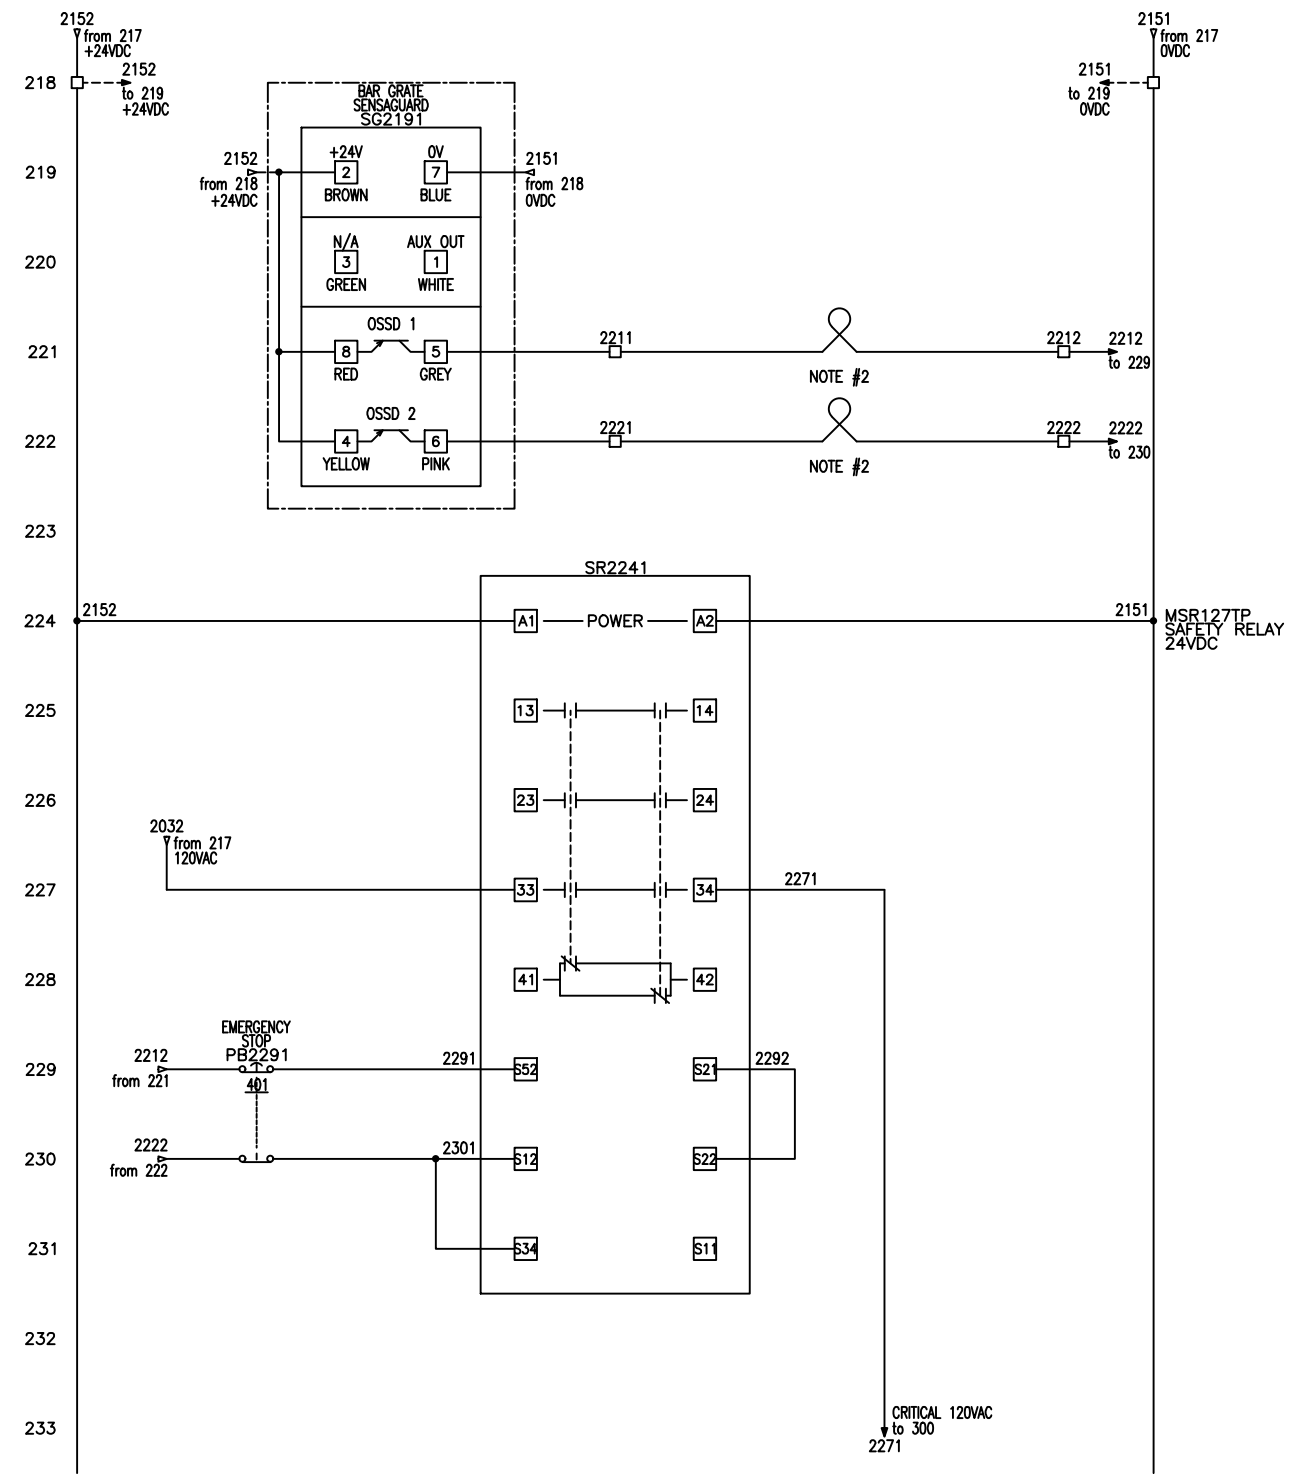 2152
from 217
+24VDC
2151
from 217
0VDC
218
2152
to 219
+24VDC
2151
to 219
0VDC
BAR GRATE
SENSAGUARD
SG2191
219
2152
from 218
+24VDC
+24V
2
BROWN
0V
7
BLUE
2151
from 218
0VDC
220
N/A
3
GREEN
AUX OUT
1
WHITE
221
OSSD 1
8
RED
5
GREY
2211
NOTE #2
2212
2212
to 229
222
OSSD 2
4
YELLOW
6
PINK
2221
NOTE #2
2222
2222
to 230
223
SR2241
224
2152
A1
POWER
A2
2151
MSR127TP
SAFETY RELAY
24VDC
225
13
14
226
23
24
2032
from 217
120VAC
227
33
34
2271
228
41
42
EMERGENCY
STOP
PB2291
229
2212
from 221
401
2291
S52
S21
2292
230
2222
from 222
2301
S12
S22
231
S34
S11
232
233
CRITICAL 120VAC
to 300
2271